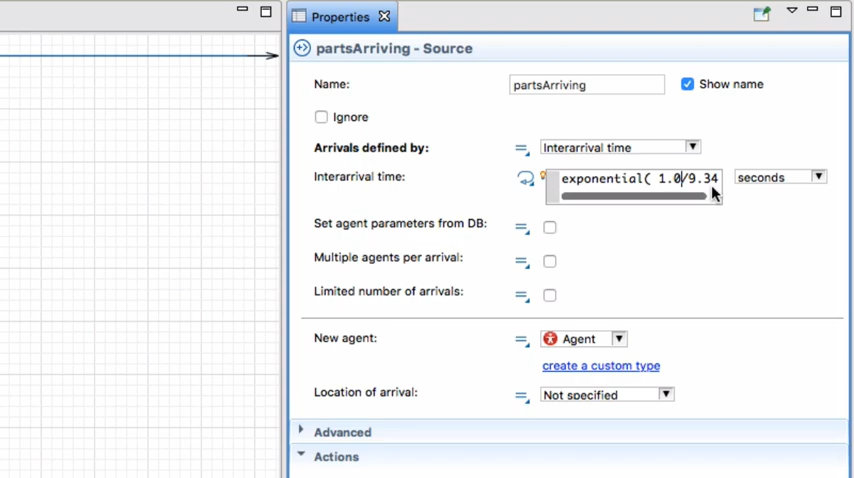 Properties
partsArriving - Source
Name: partsArriving Show name
Ignore
Arrivals defined by: Interarrival time
Interarrival time: exponential( 1.0/9.34 seconds
Set agent parameters from DB:
Multiple agents per arrival:
Limited number of arrivals:
New agent: Agent
create a custom type
Location of arrival: Not specified
Advanced
Actions